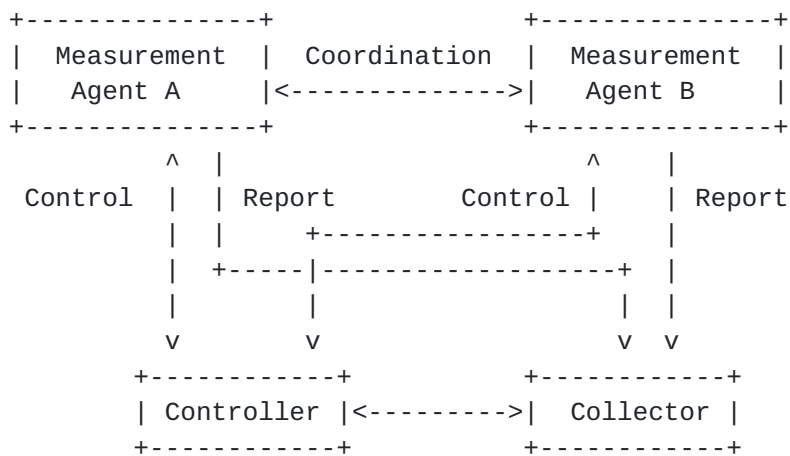 Measurement Coordination Measurement
Agent A Agent B
Control Report Control Report
Controller Collector